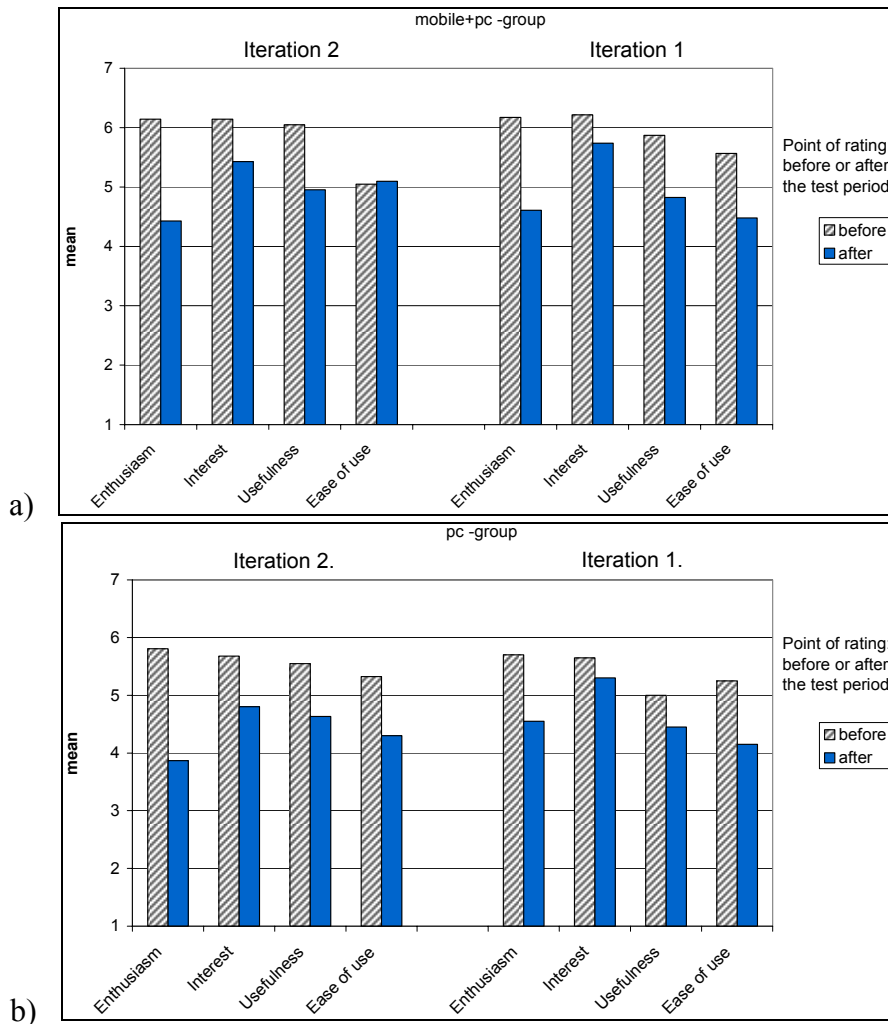 mobile+pc -group
Iteration 2
Iteration 1
7
6
5
4
3
2
1
mean
Enthusiasm
Interest
Usefulness
Ease of use
Enthusiasm
Interest
Usefulness
Ease of use
Point of rating:
before or after
the test period
before
after
a)
pc -group
Iteration 2.
Iteration 1.
7
6
5
4
3
2
1
mean
Enthusiasm
Interest
Usefulness
Ease of use
Enthusiasm
Interest
Usefulness
Ease of use
Point of rating:
before or after
the test period
before
after
b)